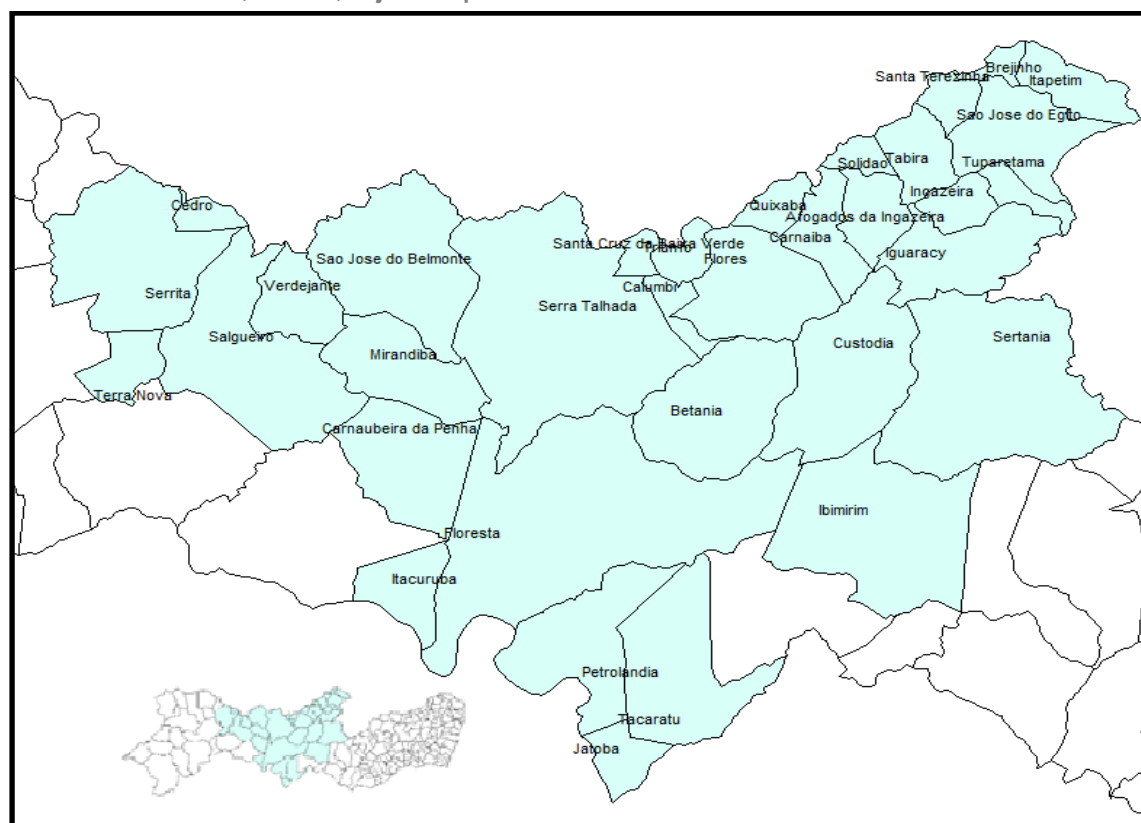 Brejinho
Santa Terezinha
Itapetim
Sao Jose do Egito
Tabira
Solidao
Tuparetama
Ingazeira
Cedro
Quixaba
Afogados da Ingazeira
Carnaiba
Santa Cruz da Baixa Verde
Triunfo
Flores
Iguaracy
Sao Jose do Belmonte
Verdejante
Calumbi
Serrita
Serra Talhada
Salgueiro
Custodia
Sertania
Mirandiba
Terra Nova
Betania
Carnaubeira da Penha
Ibimirim
Floresta
Itacuruba
Petrolandia
Tacaratu
Jatoba